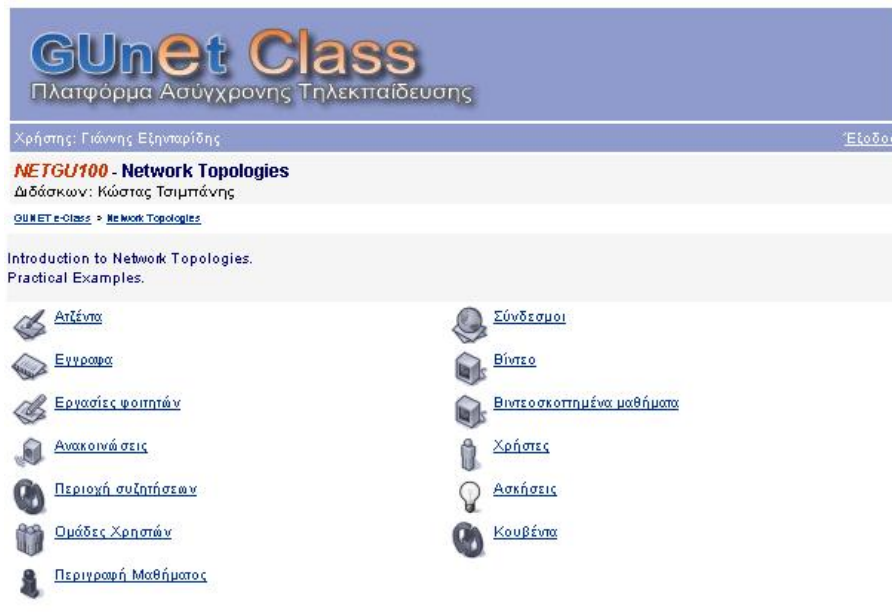 GUnet Class
Πλατφόρμα Ασύγχρονης Τηλεκπαίδευσης
Χρήστης: Γιάννης Εξηνταρίδης
Έξοδος
NETGU100 - Network Topologies
Διδάσκων: Κώστας Τσιμπάνης
GUNET e-Class > Network Topologies
Introduction to Network Topologies.
Practical Examples.
Ατζέντα
Σύνδεσμοι
Εγγραφα
Βίντεο
Εργασίες φοιτητών
Βιντεοσκοπημένα μαθήματα
Ανακοινώσεις
Χρήστες
Περιοχή συζητήσεων
Ασκήσεις
Ομάδες Χρηστών
Κουβέντα
Περιγραφή Μαθήματος